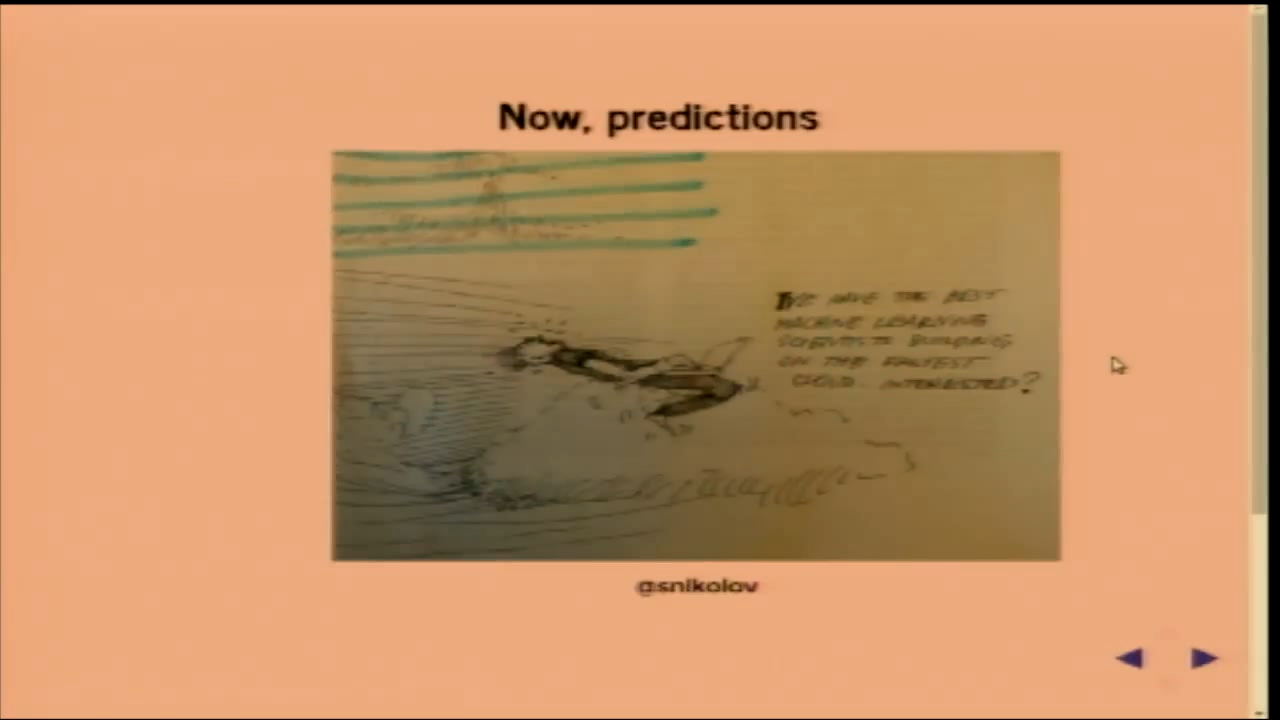 Now, predictions
WE HAVE THE BEST
MACHINE LEARNING
SCIENTISTS BUILDING
ON THE FASTEST
CLOUD. INTERESTED?
@snikolov